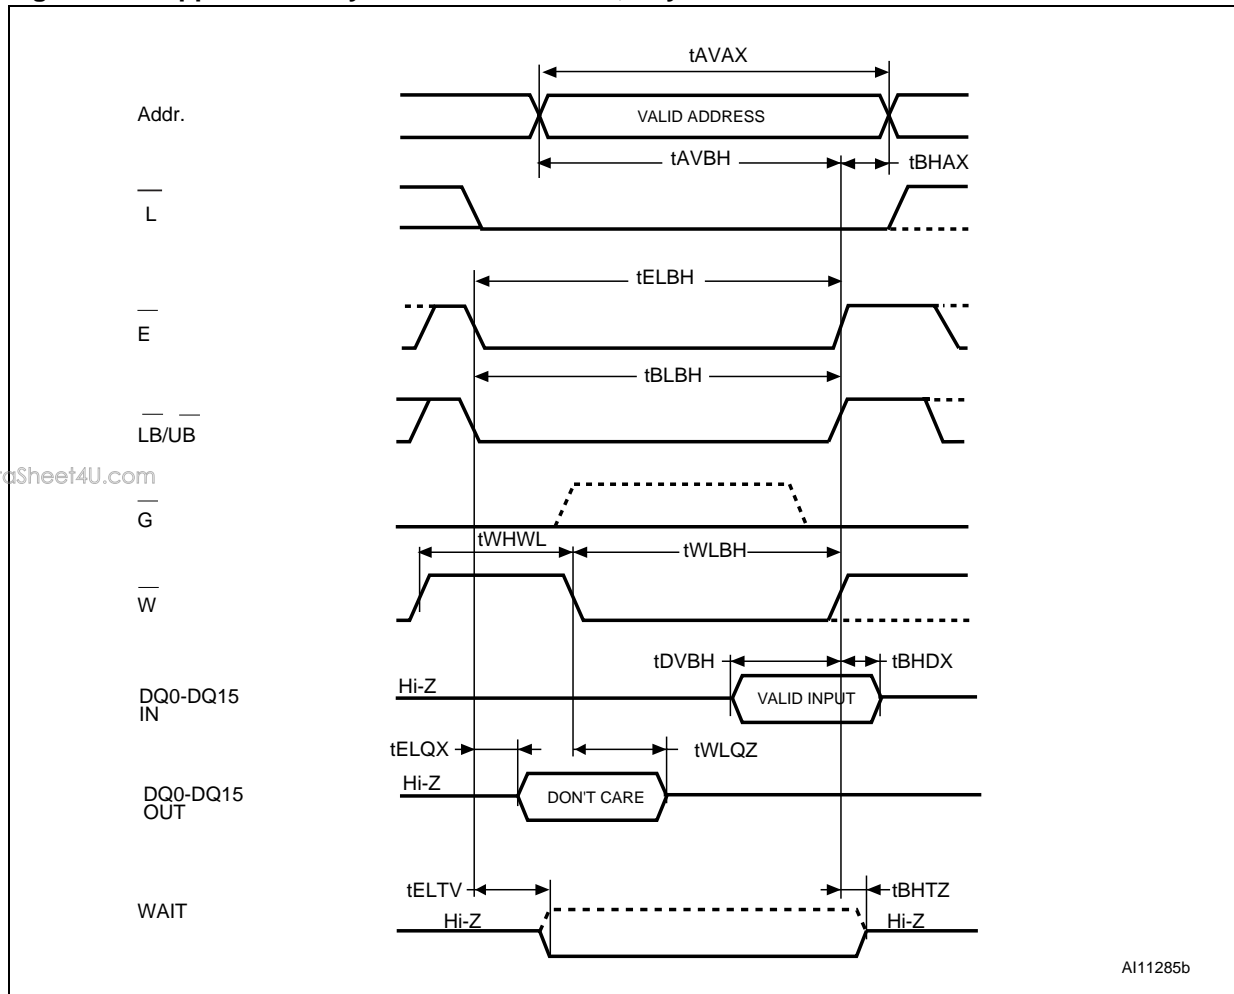 tAVAX
Addr.
VALID ADDRESS
tAVBH
tBHAX
L
tELBH
E
tBLBH
LB/UB
aSheet4U.com
G
tWHWL
tWLBH
W
tDVBH
tBHDX
DQ0-DQ15
IN
Hi-Z
VALID INPUT
tELQX
tWLQZ
DQ0-DQ15
OUT
Hi-Z
DON'T CARE
tELTV
tBHTZ
WAIT
Hi-Z
Hi-Z
AI11285b